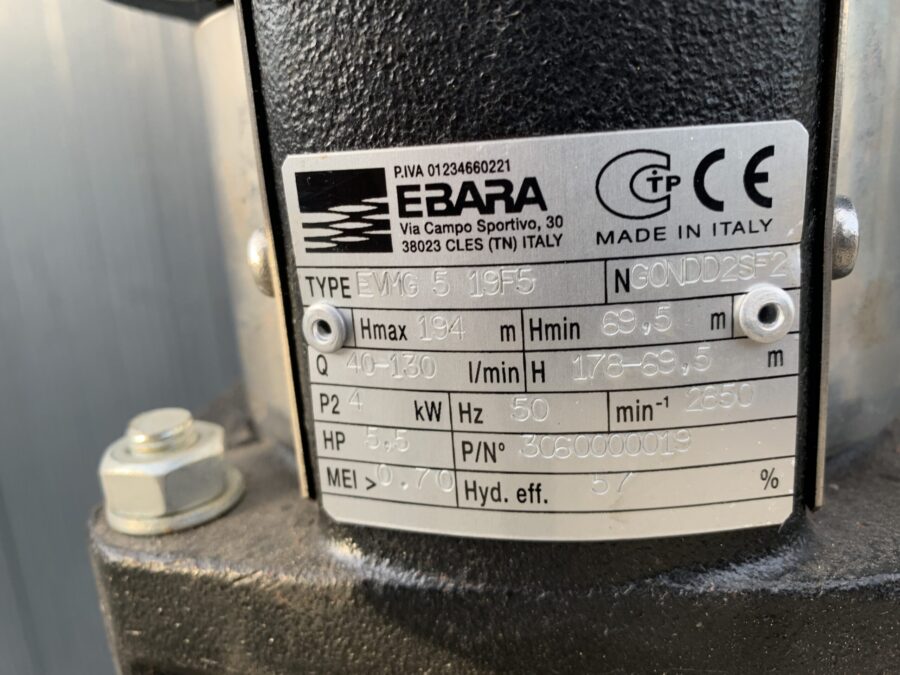 P.IVA 01234660221
EBARA
Via Campo Sportivo, 30
38023 CLES (TN) ITALY
CTP CE
MADE IN ITALY
TYPE EVMG 5 19F5 N
Hmax 194 m Hmin 69,5 m
Q 40-130 l/min H 178-69,5 m
P2 4 kW Hz 50 min⁻¹ 2850
HP 5,5 P/N° 3060000019
MEI > 0.70 Hyd. eff. 57 %